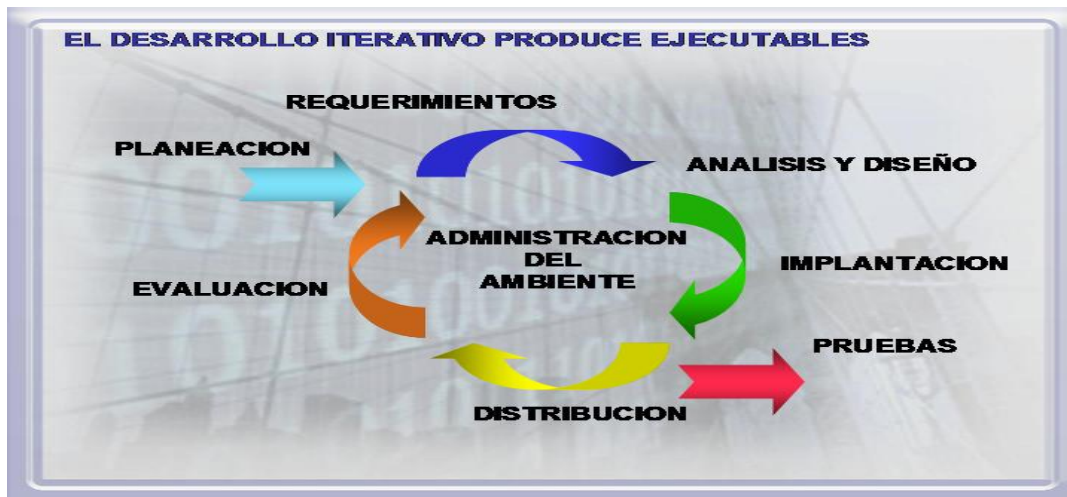 EL DESARROLLO ITERATIVO PRODUCE EJECUTABLES
REQUERIMIENTOS
PLANEACION
ANALISIS Y DISEÑO
ADMINISTRACION
DEL
AMBIENTE
IMPLANTACION
EVALUACION
PRUEBAS
DISTRIBUCION